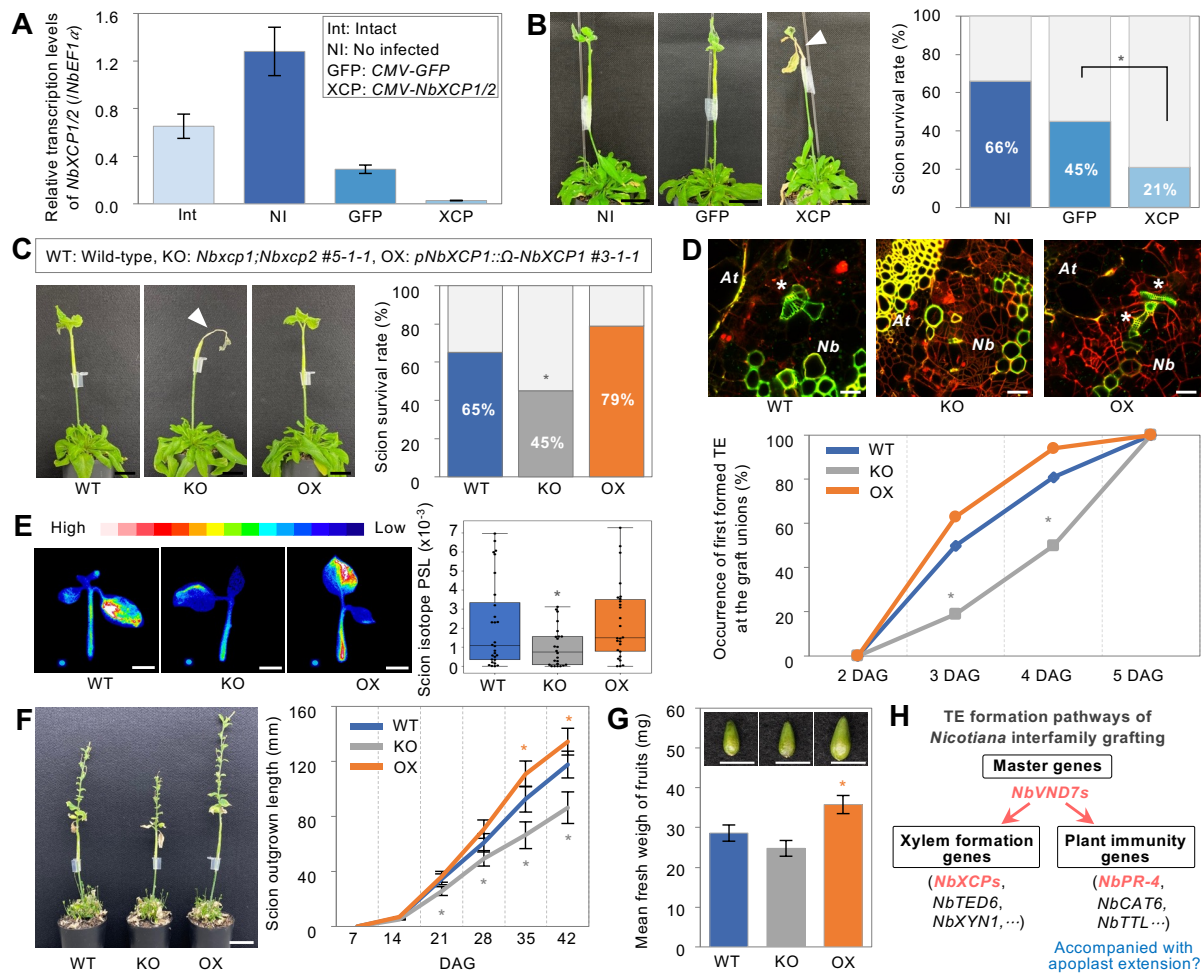 A
Relative transcription levels
of NbXCP1/2 (/NbEF1α)
1.6
1.2
0.8
0.4
0.0
Int: Intact
NI: No infected
GFP: CMV-GFP
XCP: CMV-NbXCP1/2
Int NI GFP XCP
B
NI GFP XCP
Scion survival rate (%)
100
80
60
40
20
0
66%
45%
21%
*
NI GFP XCP
C
WT: Wild-type, KO: Nbxcp1;Nbxcp2 #5-1-1, OX: pNbXCP1::Ω-NbXCP1 #3-1-1
WT KO OX
Scion survival rate (%)
100
80
60
40
20
0
65%
*
45%
79%
WT KO OX
D
At
*
At
Nb
*
*
Nb
WT KO OX
Occurrence of first formed TE
at the graft unions (%)
100
80
60
40
20
0
WT
KO
OX
*
*
2 DAG 3 DAG 4 DAG 5 DAG
E
High Low
WT KO OX
Scion isotope PSL (x10-3)
7
6
5
4
3
2
1
0
*
WT KO OX
F
WT KO OX
Scion outgrown length (mm)
160
120
80
40
0
WT
KO
OX
* *
* * * *
7 14 21 28 35 42
DAG
G
Mean fresh weigh of fruits (mg)
60
50
40
30
20
10
0
*
WT KO OX
H
TE formation pathways of
Nicotiana interfamily grafting
Master genes
NbVND7s
Xylem formation
genes
(NbXCPs,
NbTED6,
NbXYN1,···)
Plant immunity
genes
(NbPR-4,
NbCAT6,
NbTTL···)
Accompanied with
apoplast extension?